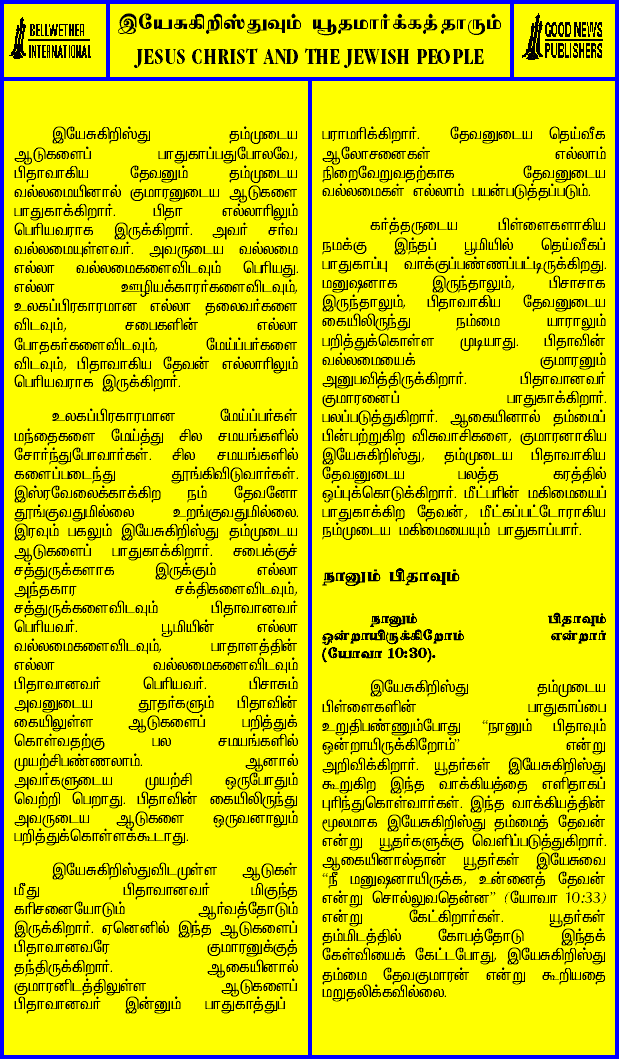 BELLWETHER
INTERNATIONAL
இயேசுகிறிஸ்துவும் யூதமார்க்கத்தாரும்
JESUS CHRIST AND THE JEWISH PEOPLE
GOOD NEWS
PUBLISHERS
இயேசுகிறிஸ்து தம்முடைய
ஆடுகளைப் பாதுகாப்பதுபோலவே,
பிதாவாகிய தேவனும் தம்முடைய
வல்லமையினால் குமாரனுடைய ஆடுகளை
பாதுகாக்கிறார். பிதா எல்லாரிலும்
பெரியவராக இருக்கிறார். அவர் சர்வ
வல்லமையுள்ளவர். அவருடைய வல்லமை
எல்லா வல்லமைகளைவிடவும் பெரியது.
எல்லா ஊழியக்காரர்களைவிடவும்,
உலகப்பிரகாரமான எல்லா தலைவர்களை
விடவும், சபைகளின் எல்லா
போதகர்களைவிடவும், மேய்ப்பர்களை
விடவும், பிதாவாகிய தேவன் எல்லாரிலும்
பெரியவராக இருக்கிறார்.
உலகப்பிரகாரமான மேய்ப்பர்கள்
மந்தைகளை மேய்த்து சில சமயங்களில்
சோர்ந்துபோவார்கள். சில சமயங்களில்
களைப்படைந்து தூங்கிவிடுவார்கள்.
இஸ்ரவேலைக்காக்கிற நம் தேவனோ
தூங்குவதுமில்லை உறங்குவதுமில்லை.
இரவும் பகலும் இயேசுகிறிஸ்து தம்முடைய
ஆடுகளைப் பாதுகாக்கிறார். சபைக்குச்
சத்துருக்களாக இருக்கும் எல்லா
அந்தகார சக்திகளைவிடவும்,
சத்துருக்களைவிடவும் பிதாவானவர்
பெரியவர். பூமியின் எல்லா
வல்லமைகளைவிடவும், பாதாளத்தின்
எல்லா வல்லமைகளைவிடவும்
பிதாவானவர் பெரியவர். பிசாசும்
அவனுடைய தூதர்களும் பிதாவின்
கையிலுள்ள ஆடுகளைப் பறித்துக்
கொள்வதற்கு பல சமயங்களில்
முயற்சிபண்ணலாம். ஆனால்
அவர்களுடைய முயற்சி ஒருபோதும்
வெற்றி பெறாது. பிதாவின் கையிலிருந்து
அவருடைய ஆடுகளை ஒருவனாலும்
பறித்துக்கொள்ளக்கூடாது.
இயேசுகிறிஸ்துவிடமுள்ள ஆடுகள்
மீது பிதாவானவர் மிகுந்த
கரிசனையோடும் ஆர்வத்தோடும்
இருக்கிறார். ஏனெனில் இந்த ஆடுகளைப்
பிதாவானவரே குமாரனுக்குத்
தந்திருக்கிறார். ஆகையினால்
குமாரனிடத்திலுள்ள ஆடுகளைப்
பிதாவானவர் இன்னும் பாதுகாத்துப்
பராமரிக்கிறார். தேவனுடைய தெய்வீக
ஆலோசனைகள் எல்லாம்
நிறைவேறுவதற்காக தேவனுடைய
வல்லமைகள் எல்லாம் பயன்படுத்தப்படும்.
கர்த்தருடைய பிள்ளைகளாகிய
நமக்கு இந்தப் பூமியில் தெய்வீகப்
பாதுகாப்பு வாக்குப்பண்ணப்பட்டிருக்கிறது.
மனுஷனாக இருந்தாலும், பிசாசாக
இருந்தாலும், பிதாவாகிய தேவனுடைய
கையிலிருந்து நம்மை யாராலும்
பறித்துக்கொள்ள முடியாது. பிதாவின்
வல்லமையைக் குமாரனும்
அனுபவித்திருக்கிறார். பிதாவானவர்
குமாரனைப் பாதுகாக்கிறார்.
பலப்படுத்துகிறார். ஆகையினால் தம்மைப்
பின்பற்றுகிற விசுவாசிகளை, குமாரனாகிய
இயேசுகிறிஸ்து, தம்முடைய பிதாவாகிய
தேவனுடைய பலத்த கரத்தில்
ஒப்புக்கொடுக்கிறார். மீட்பரின் மகிமையைப்
பாதுகாக்கிற தேவன், மீட்கப்பட்டோராகிய
நம்முடைய மகிமையையும் பாதுகாப்பார்.
நானும் பிதாவும்
நானும் பிதாவும்
ஒன்றாயிருக்கிறோம் என்றார்
(யோவா 10:30).
இயேசுகிறிஸ்து தம்முடைய
பிள்ளைகளின் பாதுகாப்பை
உறுதிபண்ணும்போது “நானும் பிதாவும்
ஒன்றாயிருக்கிறோம்” என்று
அறிவிக்கிறார். யூதர்கள் இயேசுகிறிஸ்து
கூறுகிற இந்த வாக்கியத்தை எளிதாகப்
புரிந்துகொள்வார்கள். இந்த வாக்கியத்தின்
மூலமாக இயேசுகிறிஸ்து தம்மைத் தேவன்
என்று யூதர்களுக்கு வெளிப்படுத்துகிறார்.
ஆகையினால்தான் யூதர்கள் இயேசுவை
“நீ மனுஷனாயிருக்க, உன்னைத் தேவன்
என்று சொல்லுவதென்ன” (யோவா 10:33)
என்று கேட்கிறார்கள். யூதர்கள்
தம்மிடத்தில் கோபத்தோடு இந்தக்
கேள்வியைக் கேட்டபோது, இயேசுகிறிஸ்து
தம்மை தேவகுமாரன் என்று கூறியதை
மறுதலிக்கவில்லை.